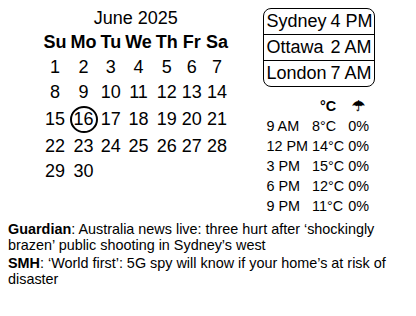 June 2025
Su Mo Tu We Th Fr Sa
1 2 3 4 5 6 7
8 9 10 11 12 13 14
15 16 17 18 19 20 21
22 23 24 25 26 27 28
29 30
Sydney 4 PM
Ottawa 2 AM
London 7 AM
°C ☂
9 AM 8°C 0%
12 PM 14°C 0%
3 PM 15°C 0%
6 PM 12°C 0%
9 PM 11°C 0%
Guardian: Australia news live: three hurt after ‘shockingly
brazen’ public shooting in Sydney’s west
SMH: ‘World first’: 5G spy will know if your home’s at risk of
disaster